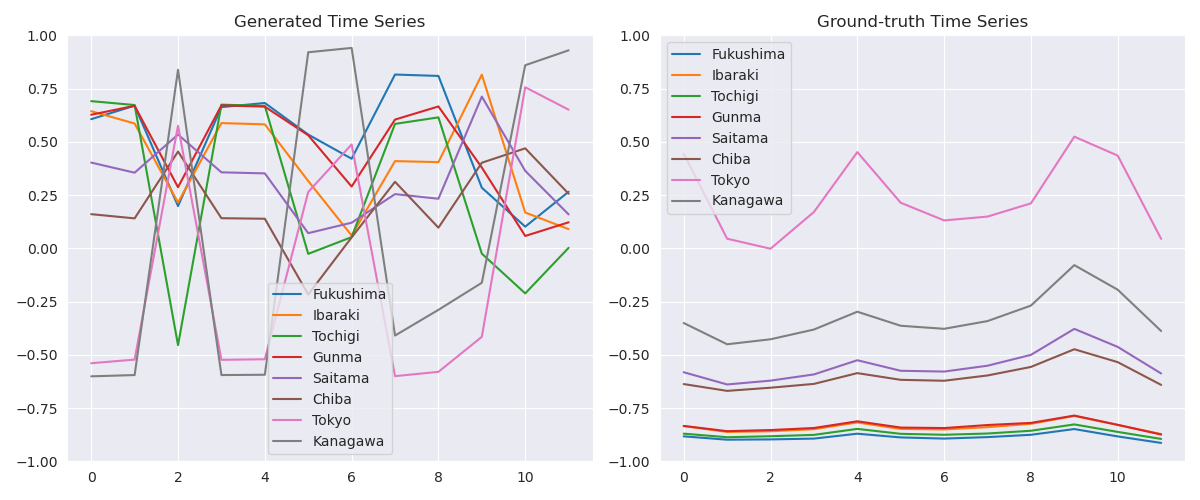 Generated Time Series
1.00
0.75
0.50
0.25
0.00
−0.25
−0.50
−0.75
−1.00
0 2 4 6 8 10
Fukushima
Ibaraki
Tochigi
Gunma
Saitama
Chiba
Tokyo
Kanagawa
Ground-truth Time Series
1.00
0.75
0.50
0.25
0.00
−0.25
−0.50
−0.75
−1.00
0 2 4 6 8 10
Fukushima
Ibaraki
Tochigi
Gunma
Saitama
Chiba
Tokyo
Kanagawa